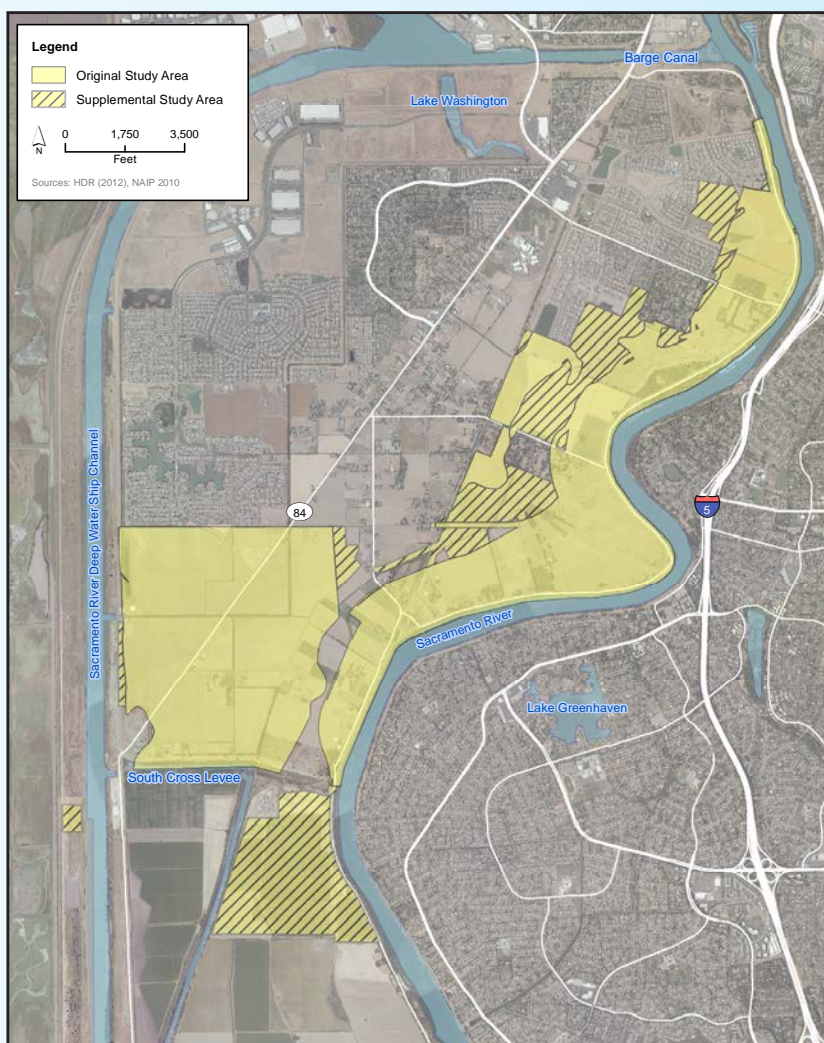 Legend
Original Study Area
Supplemental Study Area
N
0 1,750 3,500
Feet
Sources: HDR (2012), NAIP 2010
Barge Canal
Lake Washington
Sacramento River Deep Water Ship Channel
84
5
Sacramento River
Lake Greenhaven
South Cross Levee